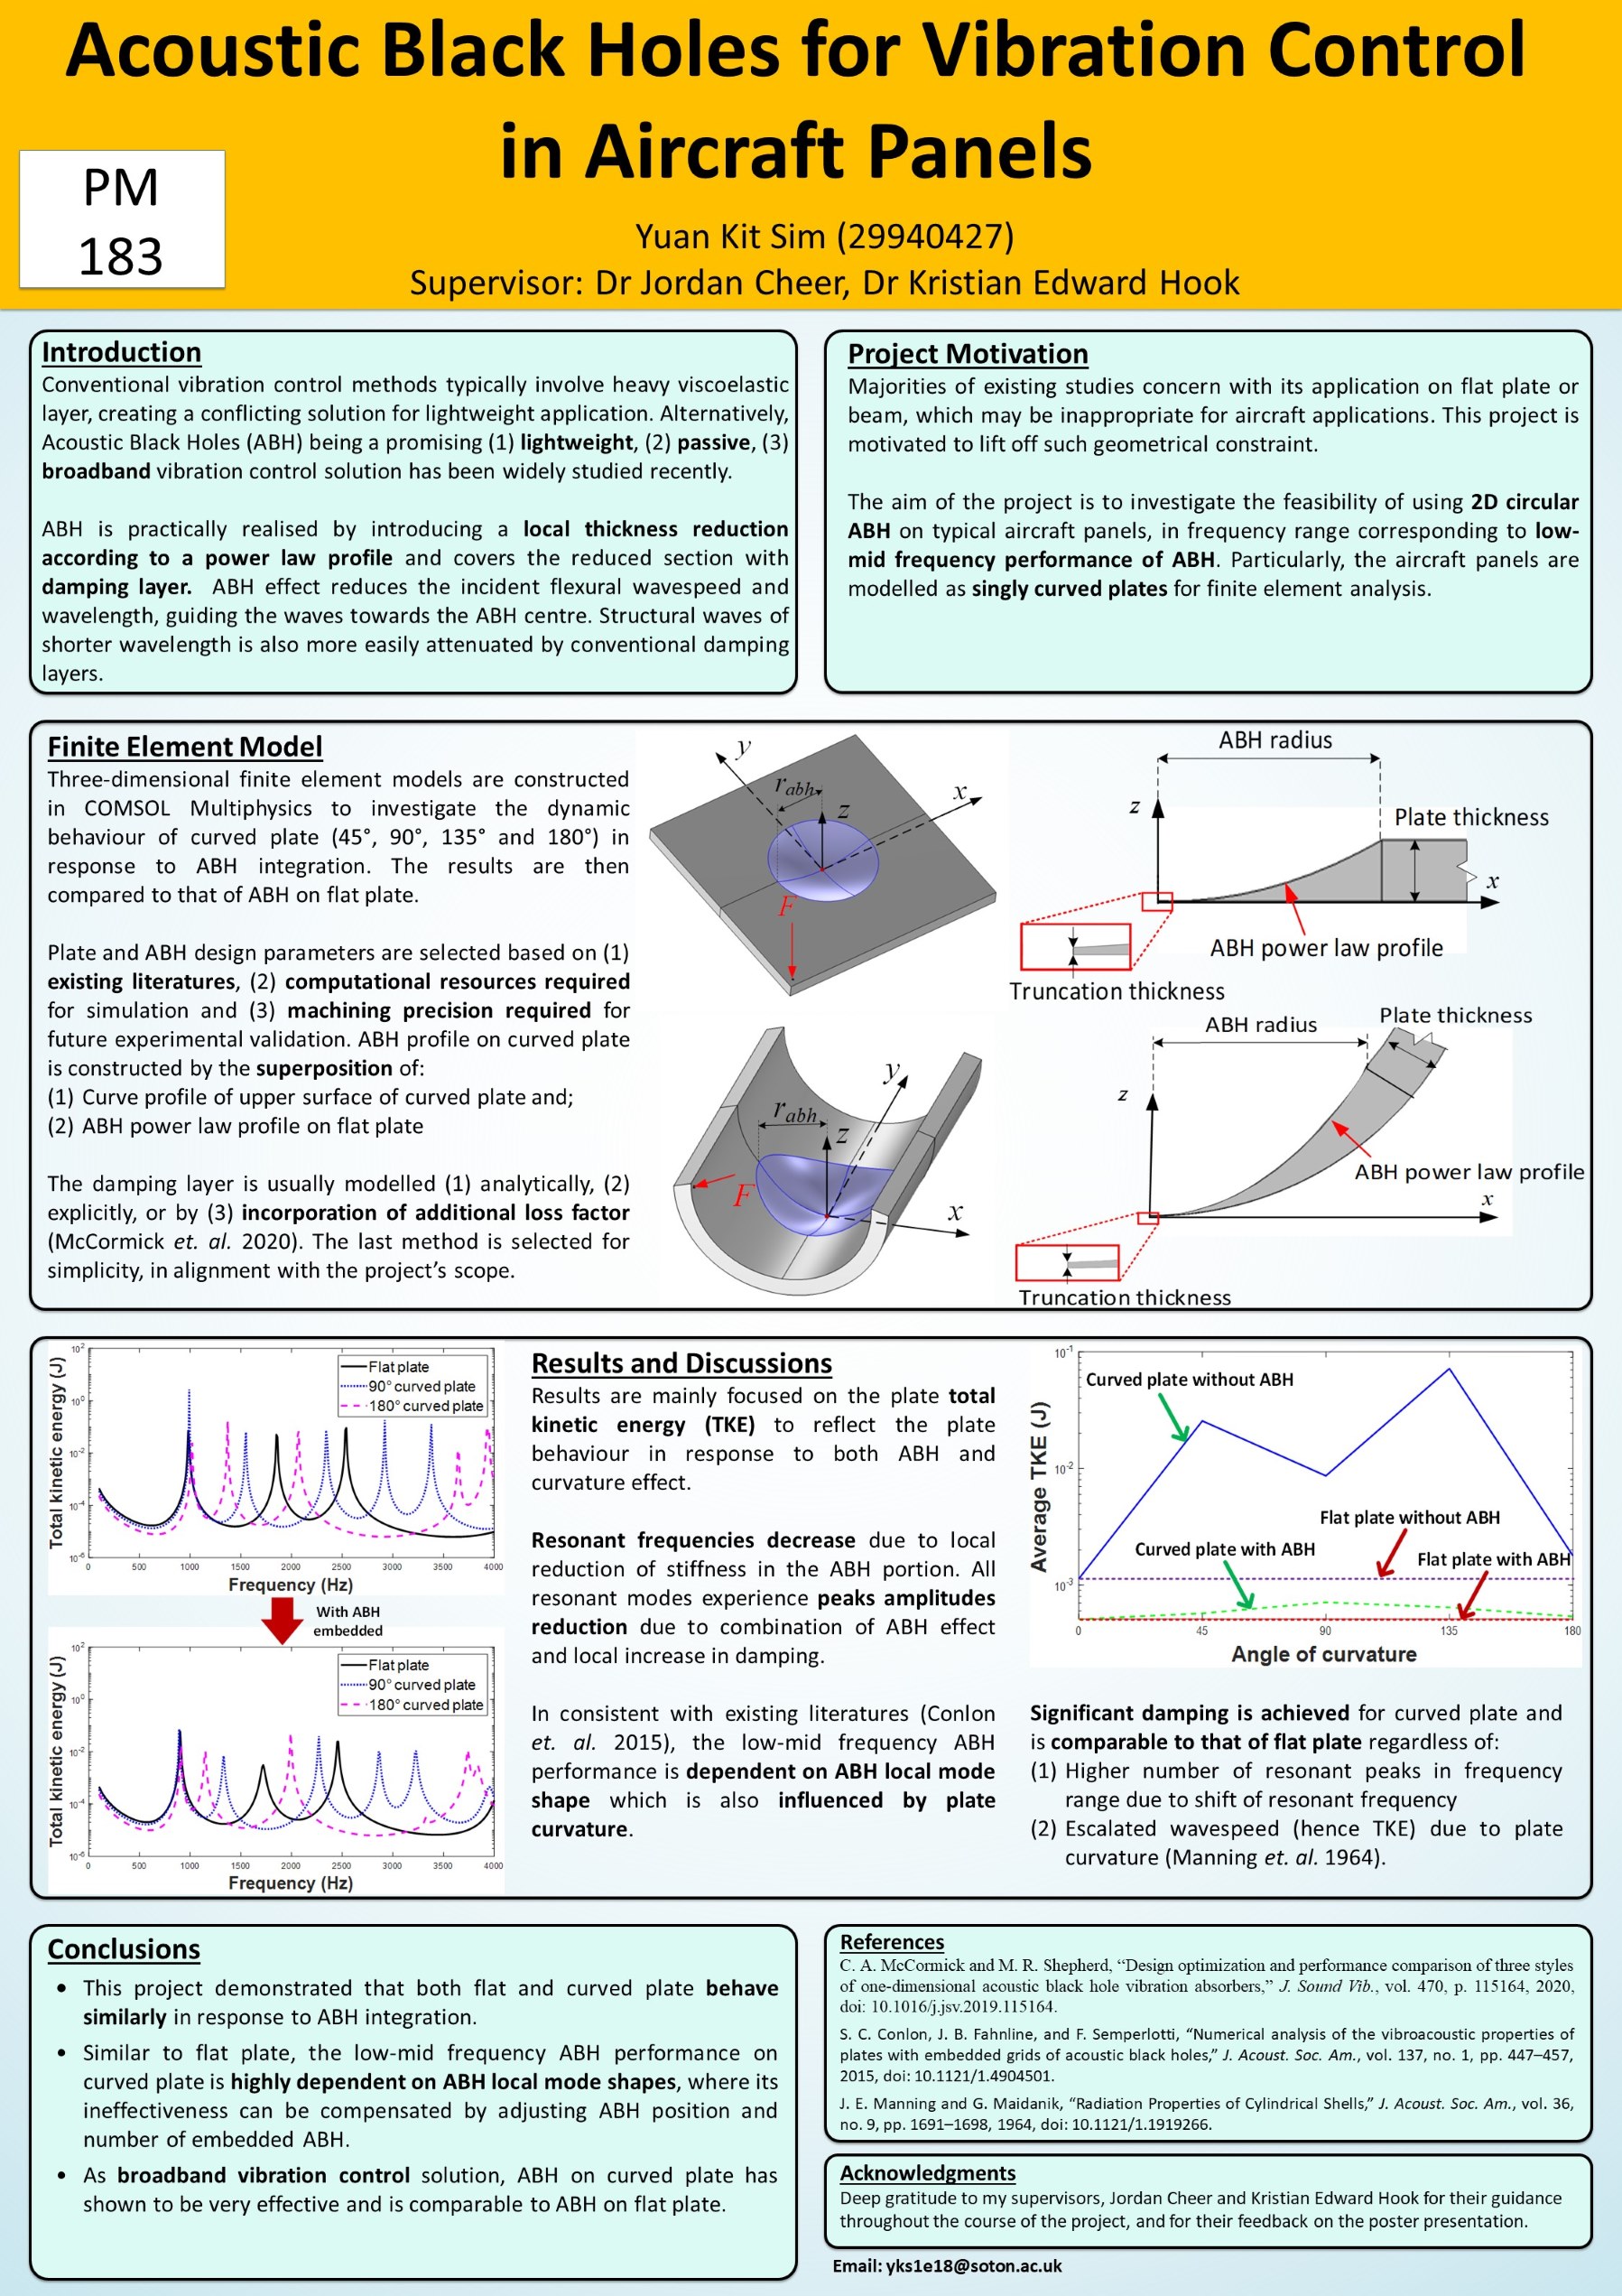 Acoustic Black Holes for Vibration Control
in Aircraft Panels
PM
183
Yuan Kit Sim (29940427)
Supervisor: Dr Jordan Cheer, Dr Kristian Edward Hook
Introduction
Conventional vibration control methods typically involve heavy viscoelastic
layer, creating a conflicting solution for lightweight application. Alternatively,
Acoustic Black Holes (ABH) being a promising (1) lightweight, (2) passive, (3)
broadband vibration control solution has been widely studied recently.
ABH is practically realised by introducing a local thickness reduction
according to a power law profile and covers the reduced section with
damping layer. ABH effect reduces the incident flexural wavespeed and
wavelength, guiding the waves towards the ABH centre. Structural waves of
shorter wavelength is also more easily attenuated by conventional damping
layers.
Project Motivation
Majorities of existing studies concern with its application on flat plate or
beam, which may be inappropriate for aircraft applications. This project is
motivated to lift off such geometrical constraint.
The aim of the project is to investigate the feasibility of using 2D circular
ABH on typical aircraft panels, in frequency range corresponding to low-
mid frequency performance of ABH. Particularly, the aircraft panels are
modelled as singly curved plates for finite element analysis.
Finite Element Model
Three-dimensional finite element models are constructed
in COMSOL Multiphysics to investigate the dynamic
behaviour of curved plate (45°, 90°, 135° and 180°) in
response to ABH integration. The results are then
compared to that of ABH on flat plate.
Plate and ABH design parameters are selected based on (1)
existing literatures, (2) computational resources required
for simulation and (3) machining precision required for
future experimental validation. ABH profile on curved plate
is constructed by the superposition of:
(1) Curve profile of upper surface of curved plate and;
(2) ABH power law profile on flat plate
The damping layer is usually modelled (1) analytically, (2)
explicitly, or by (3) incorporation of additional loss factor
(McCormick et. al. 2020). The last method is selected for
simplicity, in alignment with the project's scope.
y
r_abh
z
x
F
ABH radius
z
Plate thickness
x
ABH power law profile
Truncation thickness
y
r_abh
z
F
x
ABH radius
Plate thickness
z
ABH power law profile
x
Truncation thickness
Total kinetic energy (J)
10^2
10^0
10^-2
10^-4
10^-6
Flat plate
90° curved plate
180° curved plate
0 500 1000 1500 2000 2500 3000 3500 4000
Frequency (Hz)
With ABH
embedded
Total kinetic energy (J)
10^2
10^0
10^-2
10^-4
10^-6
Flat plate
90° curved plate
180° curved plate
0 500 1000 1500 2000 2500 3000 3500 4000
Frequency (Hz)
Results and Discussions
Results are mainly focused on the plate total
kinetic energy (TKE) to reflect the plate
behaviour in response to both ABH and
curvature effect.
Resonant frequencies decrease due to local
reduction of stiffness in the ABH portion. All
resonant modes experience peaks amplitudes
reduction due to combination of ABH effect
and local increase in damping.
In consistent with existing literatures (Conlon
et. al. 2015), the low-mid frequency ABH
performance is dependent on ABH local mode
shape which is also influenced by plate
curvature.
Average TKE (J)
10^-1
10^-2
10^-3
Curved plate without ABH
Flat plate without ABH
Curved plate with ABH
Flat plate with ABH
0 45 90 135 180
Angle of curvature
Significant damping is achieved for curved plate and
is comparable to that of flat plate regardless of:
(1) Higher number of resonant peaks in frequency
range due to shift of resonant frequency
(2) Escalated wavespeed (hence TKE) due to plate
curvature (Manning et. al. 1964).
Conclusions
• This project demonstrated that both flat and curved plate behave
similarly in response to ABH integration.
• Similar to flat plate, the low-mid frequency ABH performance on
curved plate is highly dependent on ABH local mode shapes, where its
ineffectiveness can be compensated by adjusting ABH position and
number of embedded ABH.
• As broadband vibration control solution, ABH on curved plate has
shown to be very effective and is comparable to ABH on flat plate.
References
C. A. McCormick and M. R. Shepherd, “Design optimization and performance comparison of three styles
of one-dimensional acoustic black hole vibration absorbers,” J. Sound Vib., vol. 470, p. 115164, 2020,
doi: 10.1016/j.jsv.2019.115164.
S. C. Conlon, J. B. Fahnline, and F. Semperlotti, “Numerical analysis of the vibroacoustic properties of
plates with embedded grids of acoustic black holes,” J. Acoust. Soc. Am., vol. 137, no. 1, pp. 447–457,
2015, doi: 10.1121/1.4904501.
J. E. Manning and G. Maidanik, “Radiation Properties of Cylindrical Shells,” J. Acoust. Soc. Am., vol. 36,
no. 9, pp. 1691–1698, 1964, doi: 10.1121/1.1919266.
Acknowledgments
Deep gratitude to my supervisors, Jordan Cheer and Kristian Edward Hook for their guidance
throughout the course of the project, and for their feedback on the poster presentation.
Email: yks1e18@soton.ac.uk